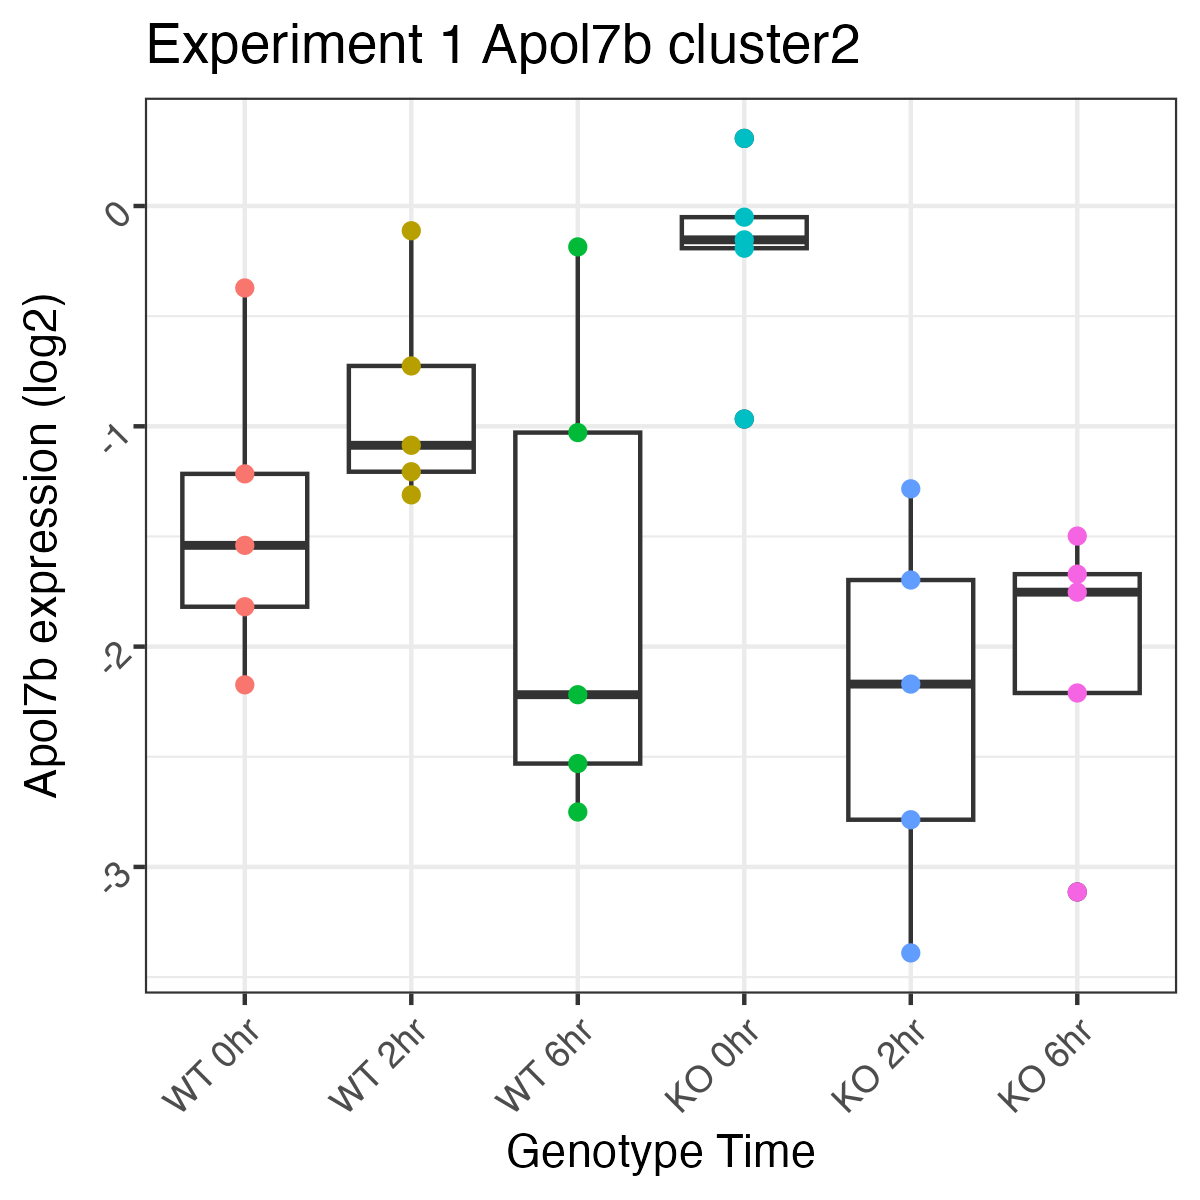 Experiment 1 Apol7b cluster2
Apol7b expression (log2)
0
-1
-2
-3
WT 0hr
WT 2hr
WT 6hr
KO 0hr
KO 2hr
KO 6hr
Genotype Time